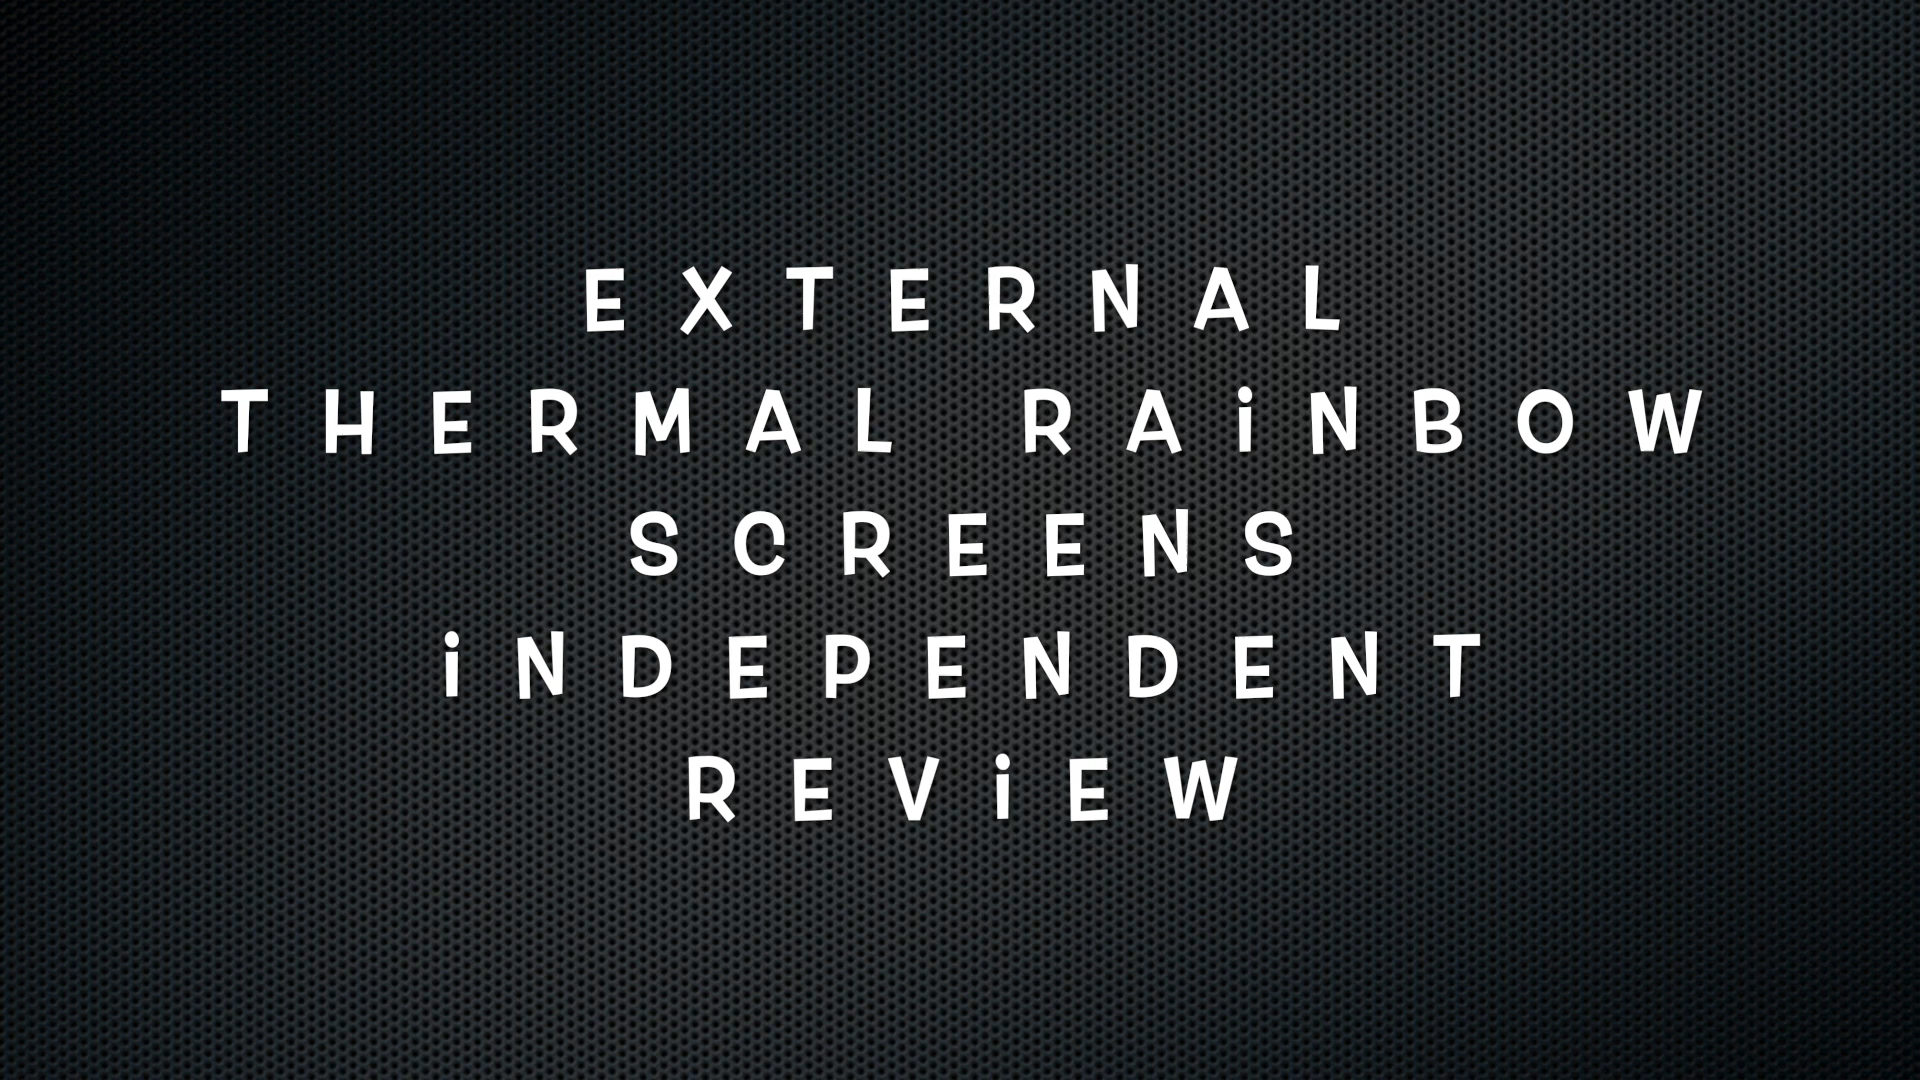 EXTERNAL
THERMAL RAiNBOW
SCREENS
iNDEPENDENT
REViEW